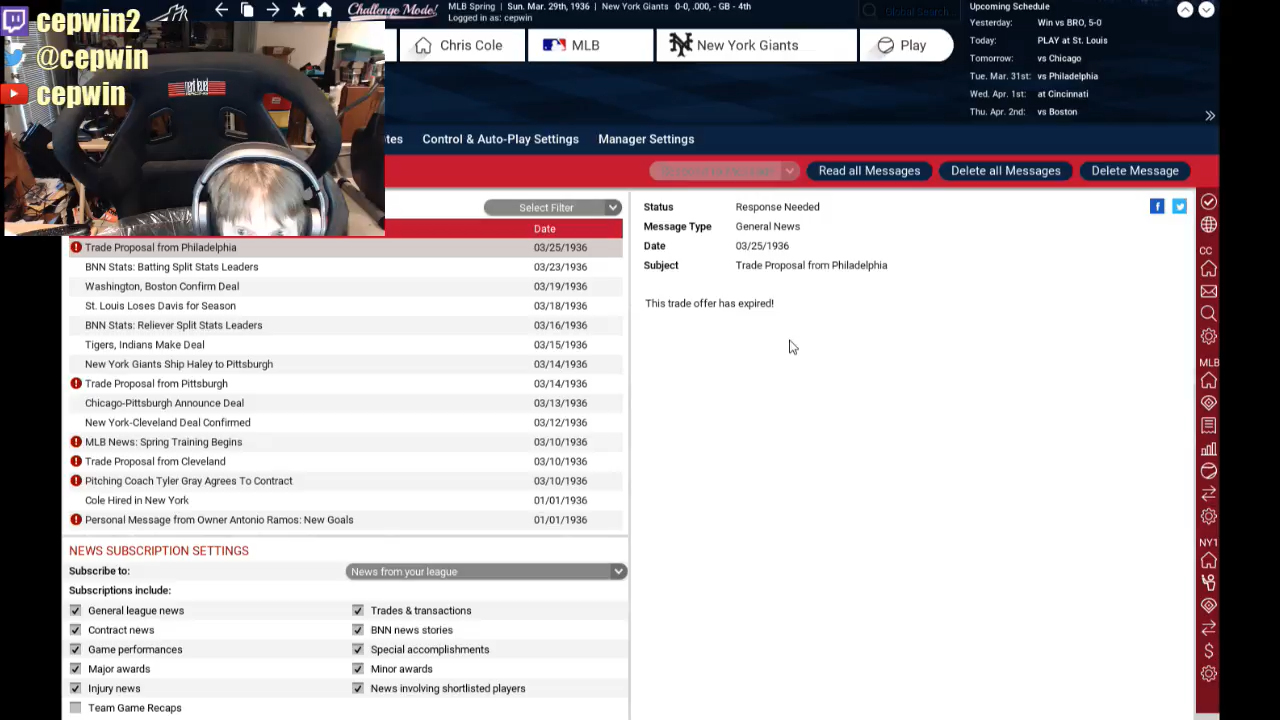 cepwin2
@cepwin
cepwin
Challenge Mode!
MLB Spring | Sun. Mar. 29th, 1936 | New York Giants 0-0, .000, - GB - 4th
Logged in as: cepwin
Global Search...
Upcoming Schedule
Yesterday: Win vs BRO, 5-0
Today: PLAY at St. Louis
Tomorrow: vs Chicago
Tue. Mar. 31st: vs Philadelphia
Wed. Apr. 1st: at Cincinnati
Thu. Apr. 2nd: vs Boston
Chris Cole
MLB
New York Giants
Play
Control & Auto-Play Settings
Manager Settings
Read all Messages
Delete all Messages
Delete Message
Select Filter
Date
Trade Proposal from Philadelphia 03/25/1936
BNN Stats: Batting Split Stats Leaders 03/23/1936
Washington, Boston Confirm Deal 03/19/1936
St. Louis Loses Davis for Season 03/18/1936
BNN Stats: Reliever Split Stats Leaders 03/16/1936
Tigers, Indians Make Deal 03/15/1936
New York Giants Ship Haley to Pittsburgh 03/14/1936
Trade Proposal from Pittsburgh 03/14/1936
Chicago-Pittsburgh Announce Deal 03/13/1936
New York-Cleveland Deal Confirmed 03/12/1936
MLB News: Spring Training Begins 03/10/1936
Trade Proposal from Cleveland 03/10/1936
Pitching Coach Tyler Gray Agrees To Contract 03/10/1936
Cole Hired in New York 01/01/1936
Personal Message from Owner Antonio Ramos: New Goals 01/01/1936
Status Response Needed
Message Type General News
Date 03/25/1936
Subject Trade Proposal from Philadelphia
This trade offer has expired!
NEWS SUBSCRIPTION SETTINGS
Subscribe to: News from your league
Subscriptions include:
General league news
Trades & transactions
Contract news
BNN news stories
Game performances
Special accomplishments
Major awards
Minor awards
Injury news
News involving shortlisted players
Team Game Recaps
CC
MLB
NY1